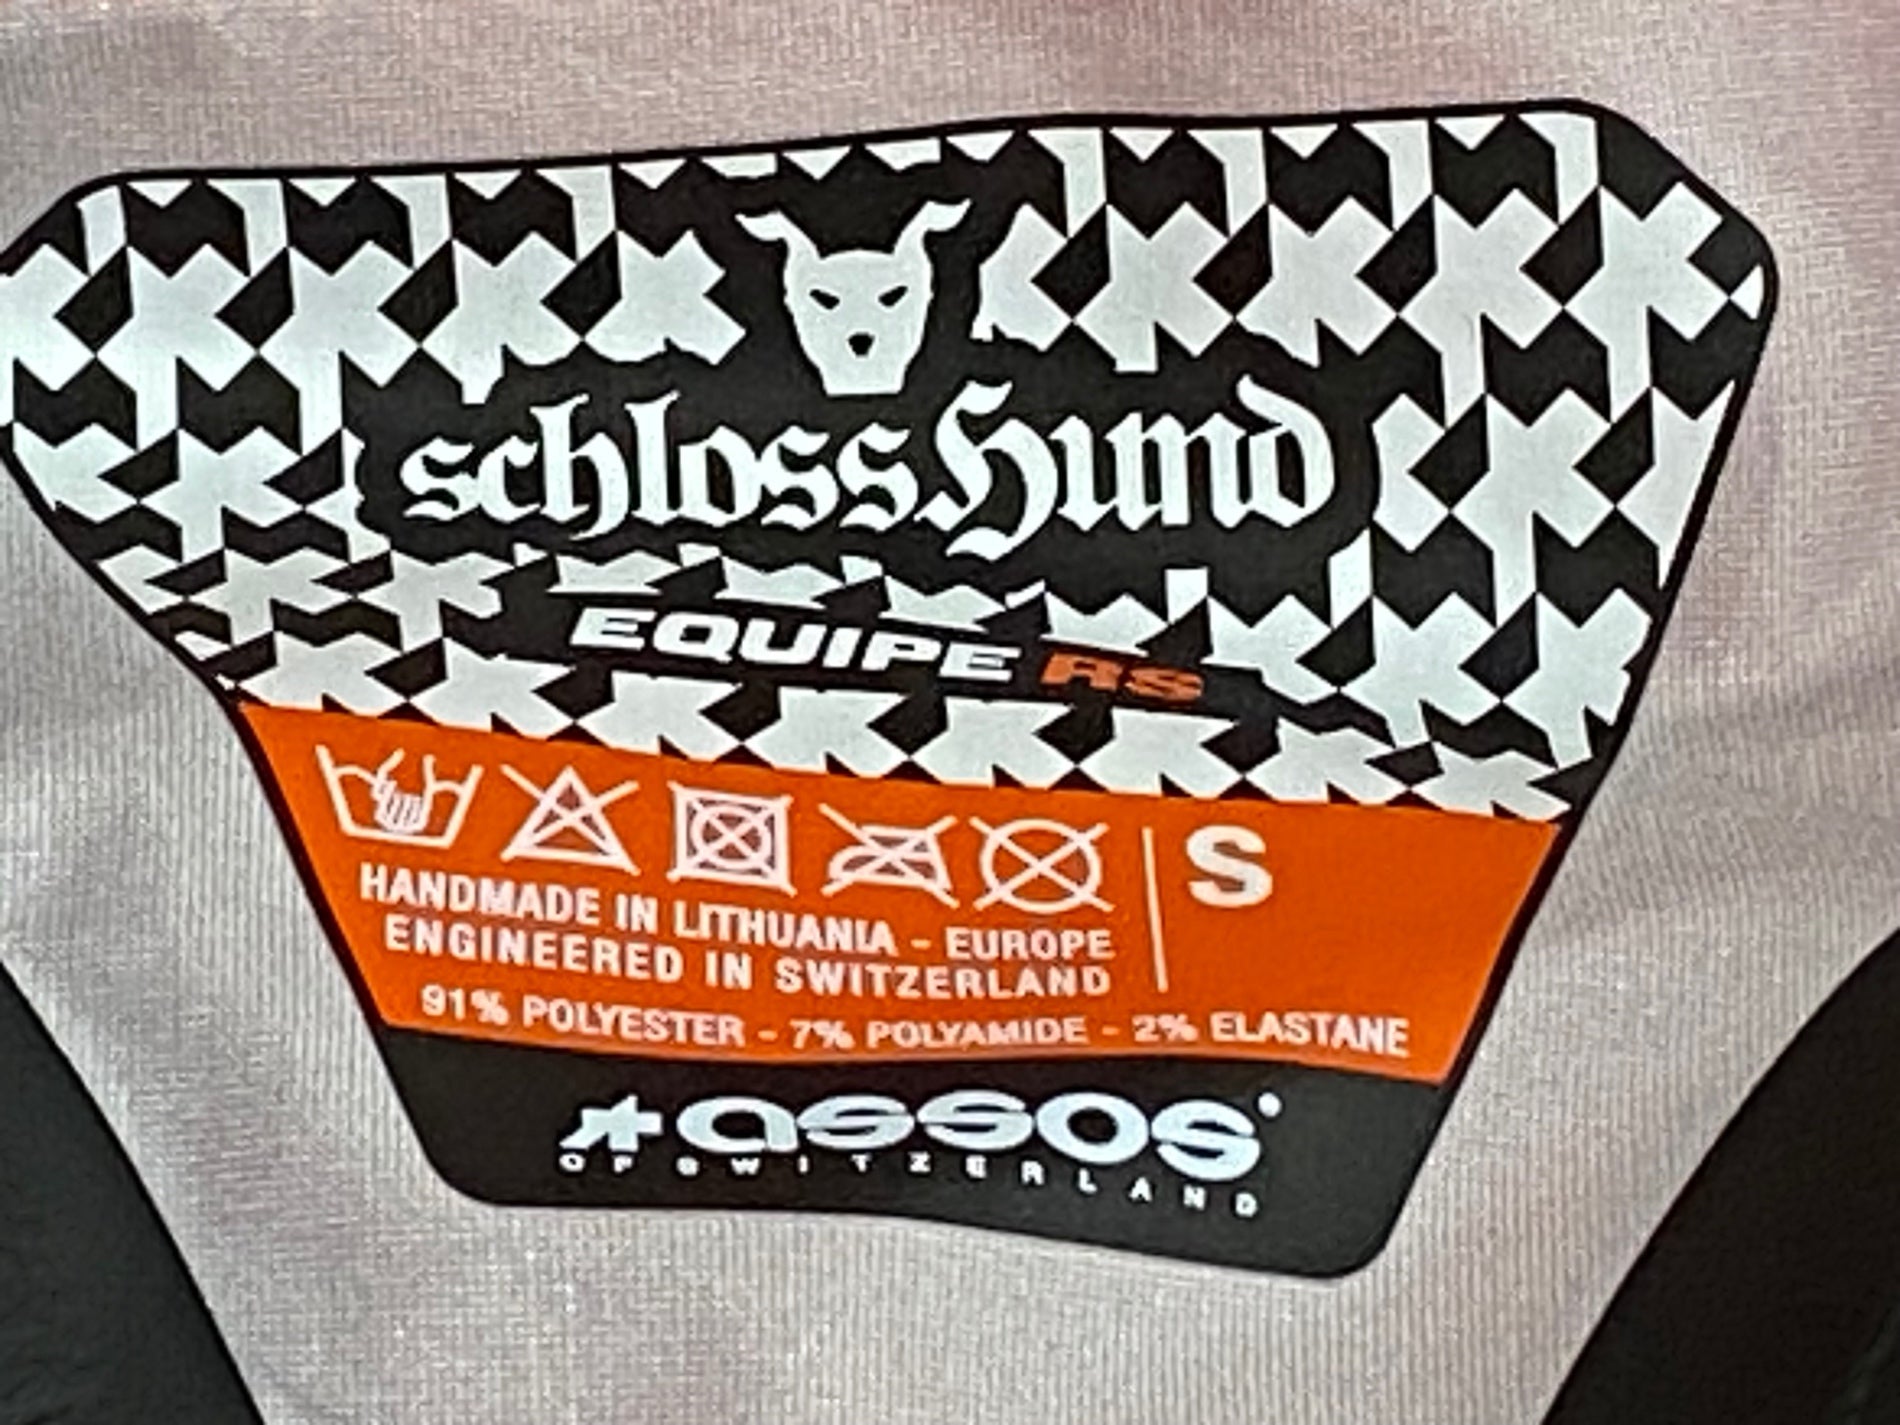 schlossHund
EQUIPE RS
S
HANDMADE IN LITHUANIA - EUROPE
ENGINEERED IN SWITZERLAND
91% POLYESTER - 7% POLYAMIDE - 2% ELASTANE
assos
OF SWITZERLAND